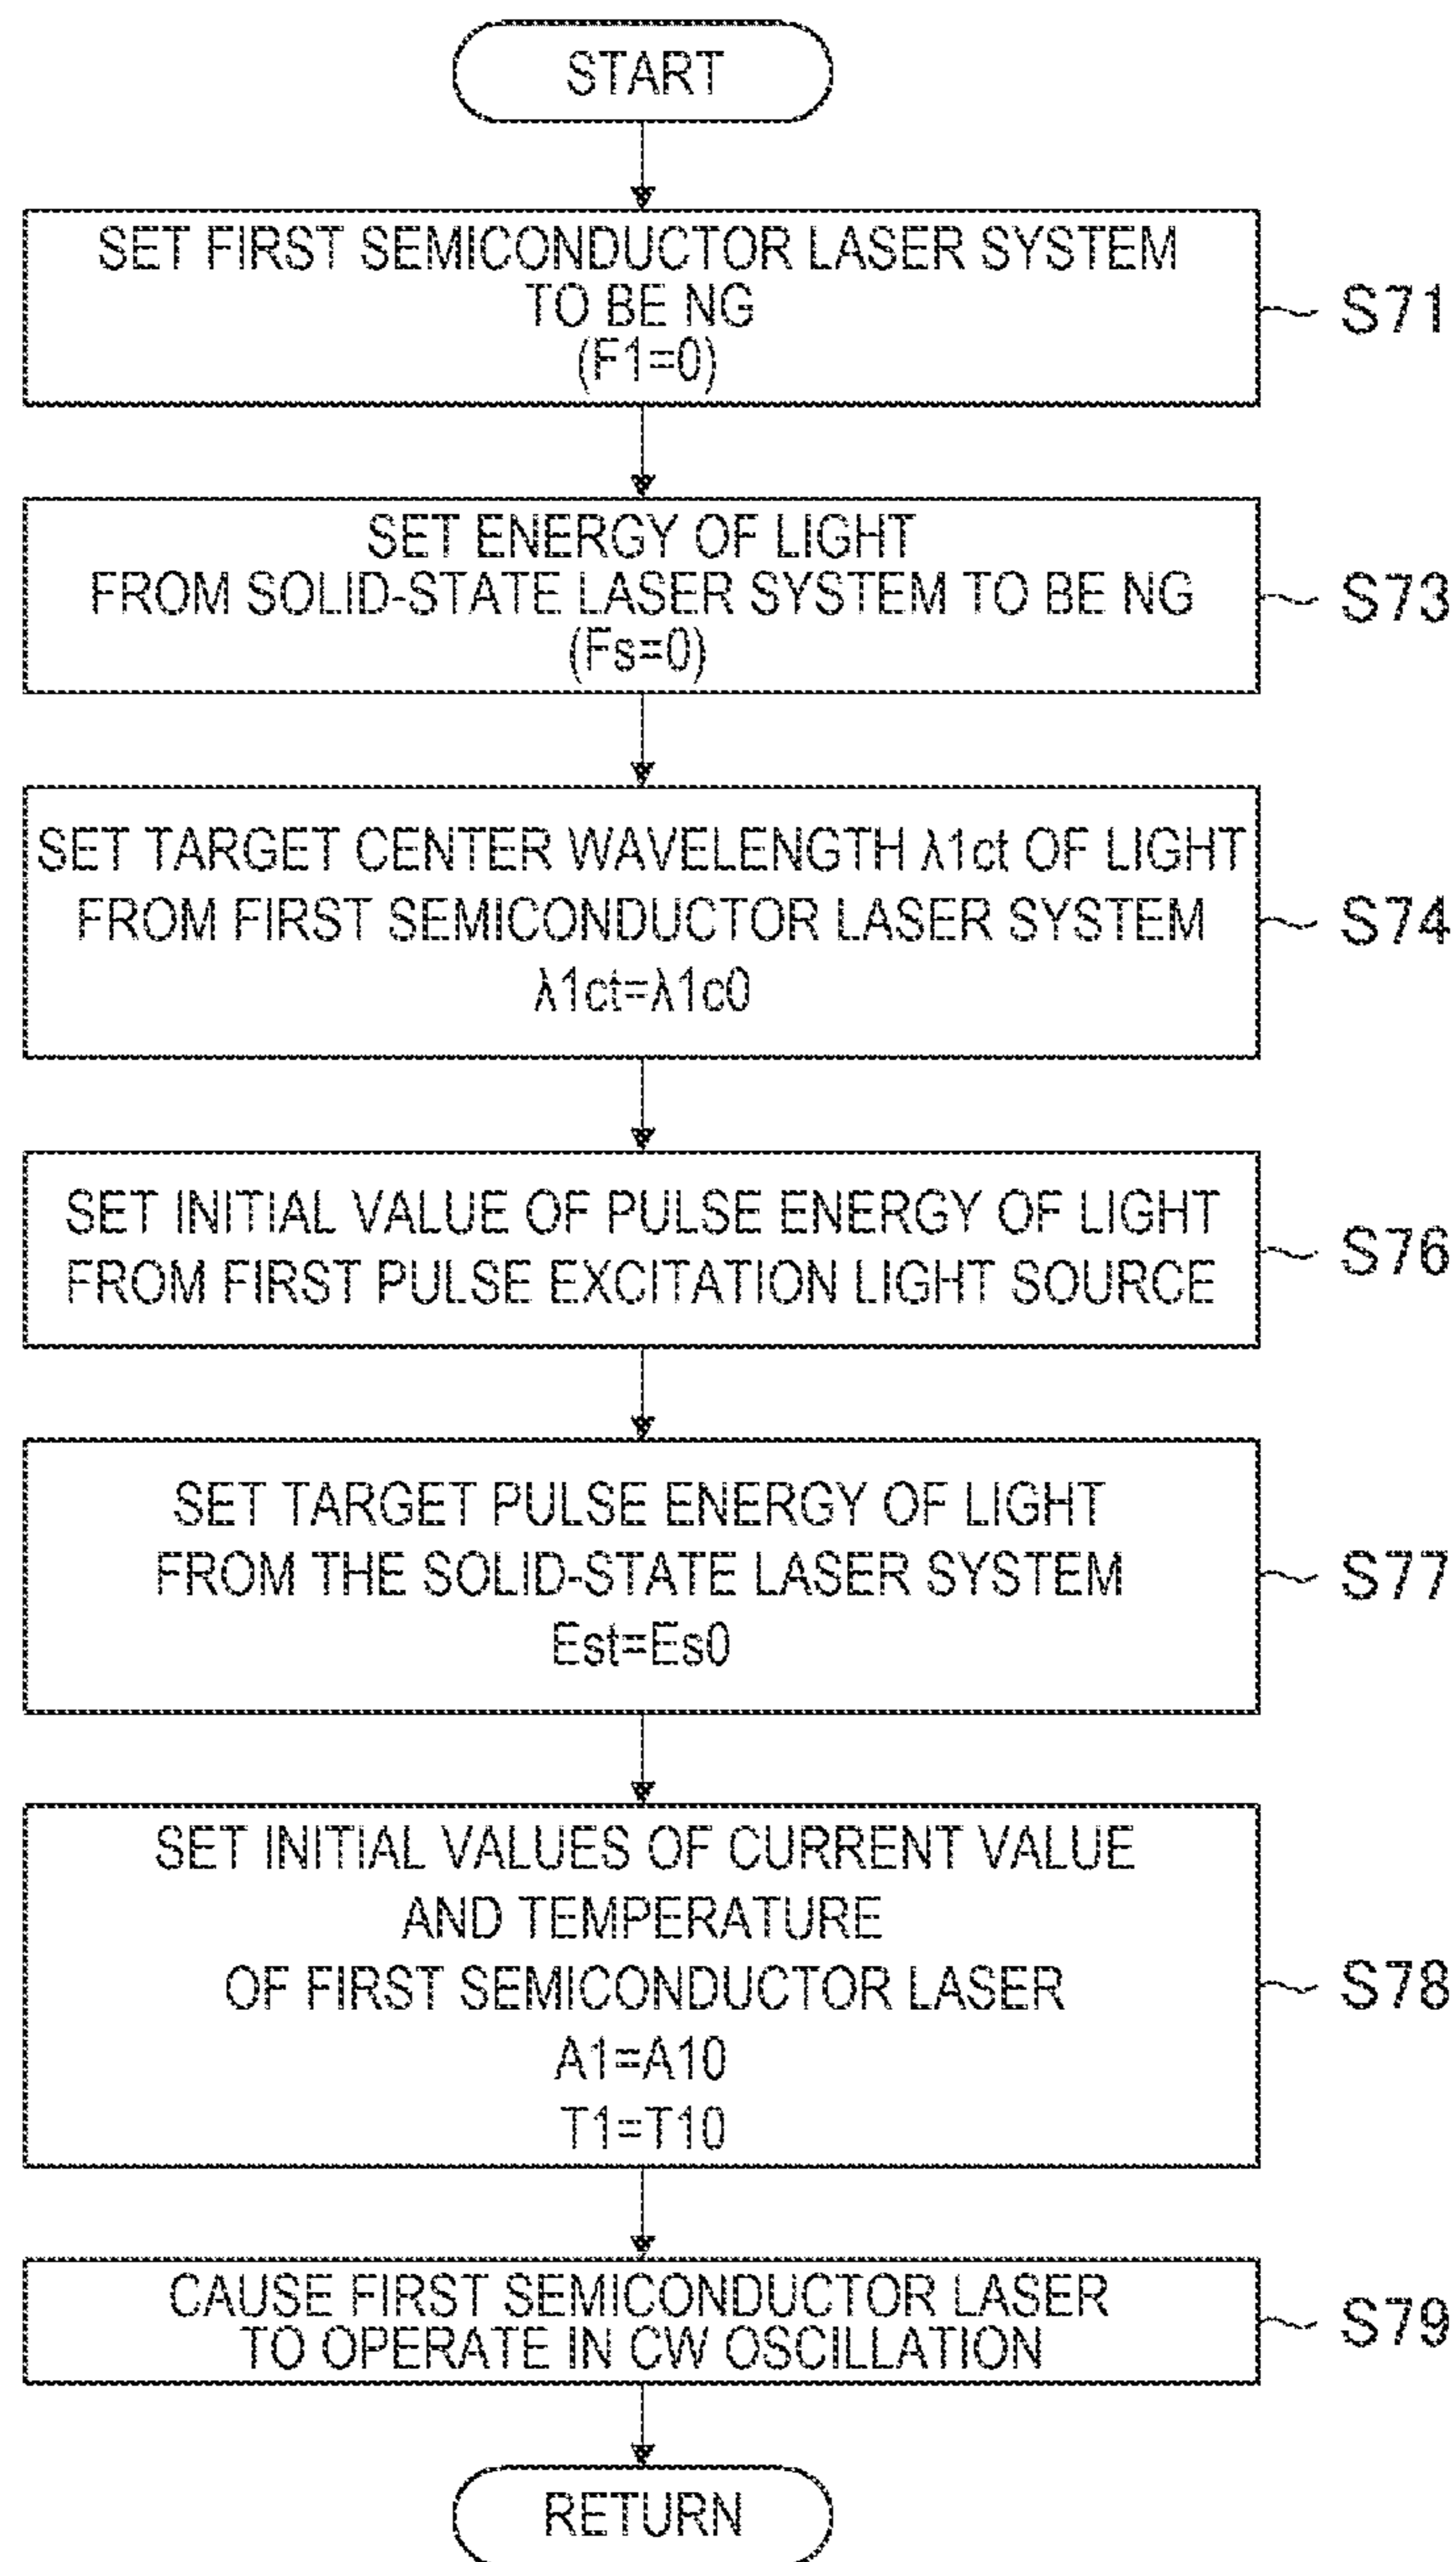 START
SET FIRST SEMICONDUCTOR LASER SYSTEM
TO BE NG
(F1=0)
S71
SET ENERGY OF LIGHT
FROM SOLID-STATE LASER SYSTEM TO BE NG
(Fs=0)
S73
SET TARGET CENTER WAVELENGTH λ1ct OF LIGHT
FROM FIRST SEMICONDUCTOR LASER SYSTEM
λ1ct=λ1c0
S74
SET INITIAL VALUE OF PULSE ENERGY OF LIGHT
FROM FIRST PULSE EXCITATION LIGHT SOURCE
S76
SET TARGET PULSE ENERGY OF LIGHT
FROM THE SOLID-STATE LASER SYSTEM
Est=Es0
S77
SET INITIAL VALUES OF CURRENT VALUE
AND TEMPERATURE
OF FIRST SEMICONDUCTOR LASER
A1=A10
T1=T10
S78
CAUSE FIRST SEMICONDUCTOR LASER
TO OPERATE IN CW OSCILLATION
S79
RETURN